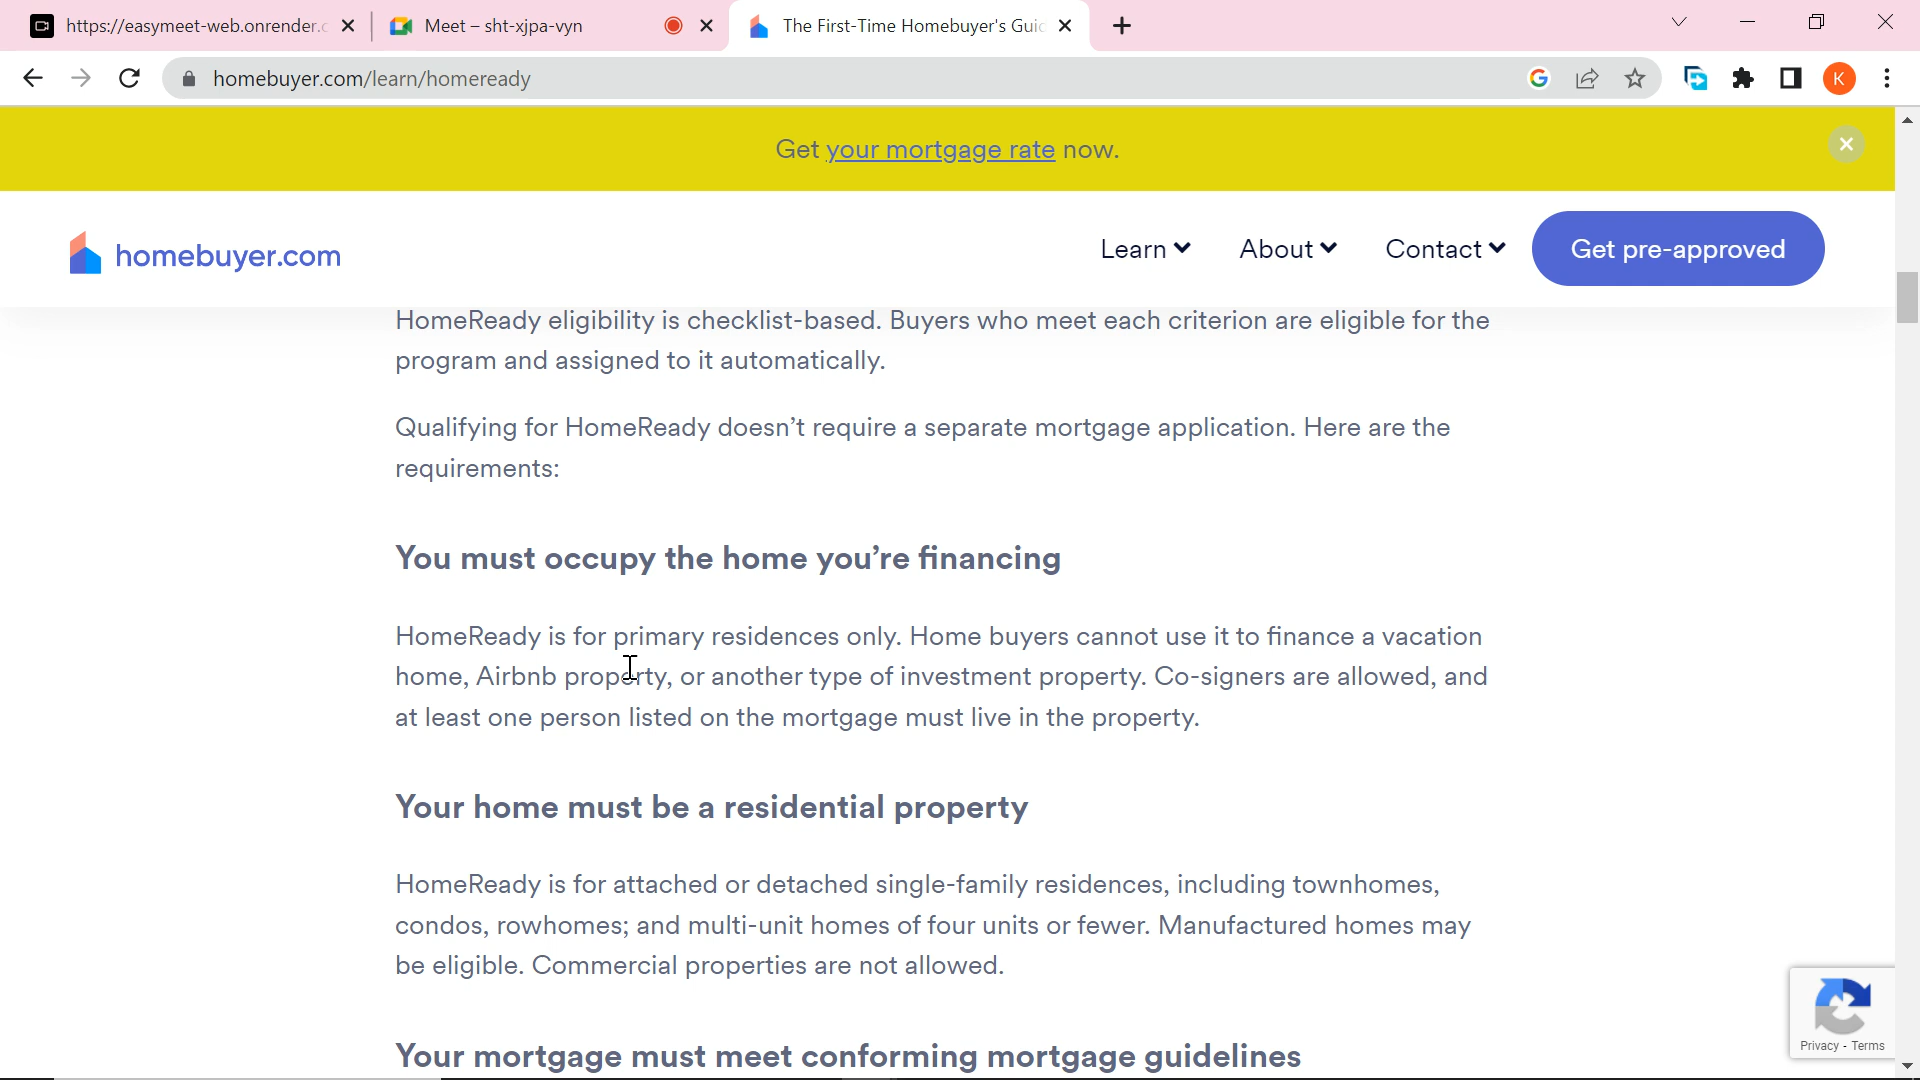 https://easymeet-web.onrender.c
Meet – sht-xjpa-vyn
The First-Time Homebuyer's Guid
homebuyer.com/learn/homeready
K
Get your mortgage rate now.
homebuyer.com
Learn
About
Contact
Get pre-approved
HomeReady eligibility is checklist-based. Buyers who meet each criterion are eligible for the
program and assigned to it automatically.
Qualifying for HomeReady doesn’t require a separate mortgage application. Here are the
requirements:
You must occupy the home you’re financing
HomeReady is for primary residences only. Home buyers cannot use it to finance a vacation
home, Airbnb property, or another type of investment property. Co-signers are allowed, and
at least one person listed on the mortgage must live in the property.
Your home must be a residential property
HomeReady is for attached or detached single-family residences, including townhomes,
condos, rowhomes; and multi-unit homes of four units or fewer. Manufactured homes may
be eligible. Commercial properties are not allowed.
Your mortgage must meet conforming mortgage guidelines
Privacy - Terms